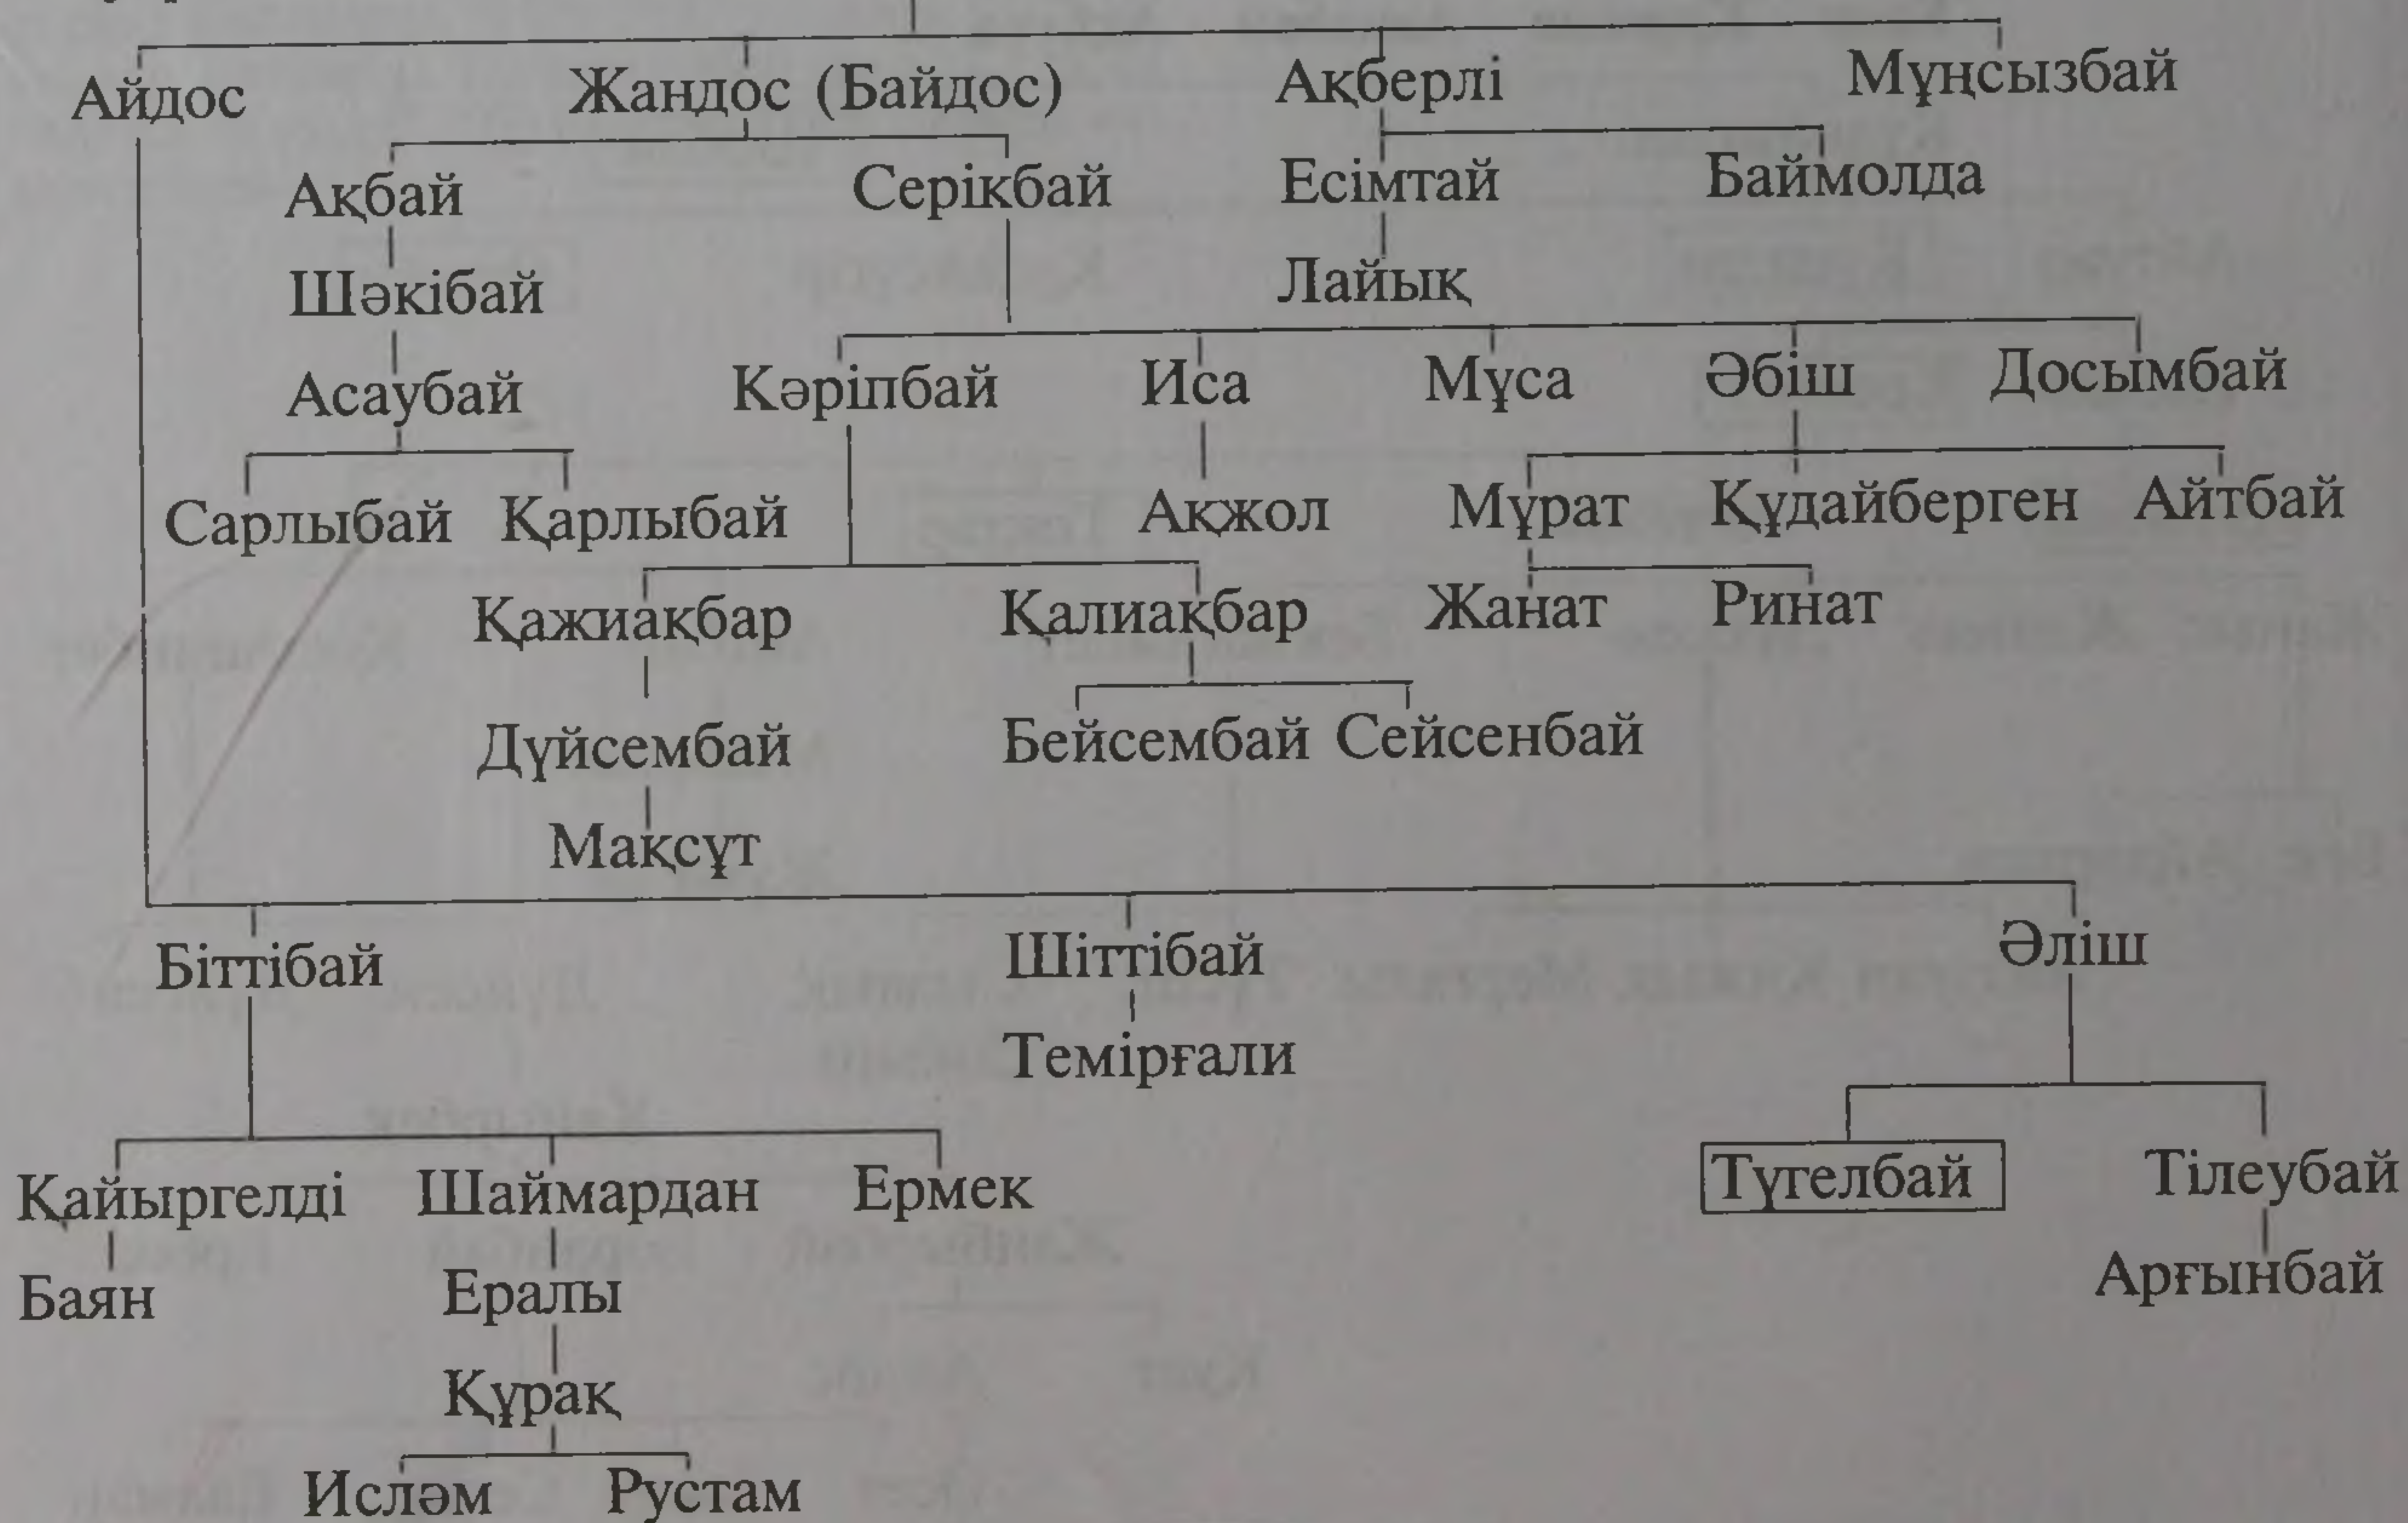 Айдос Жандос (Байдос) Ақберлі Мұңсызбай
Ақбай Серікбай Есімтай Баймолда
Шәкібай Лайық
Асаубай Кәріпбай Иса Мұса Әбіш Досымбай
Сарлыбай Қарлыбай Ақжол Мұрат Құдайберген Айтбай
Қажиақбар Қалиақбар Жанат Ринат
Дүйсембай Бейсембай Сейсенбай
Мақсұт
Біттібай Шіттібай Әліш
Темірғали
Қайыргелді Шаймардан Ермек Түгелбай Тілеубай
Баян Ералы Арғынбай
Құрақ
Исләм Рустам